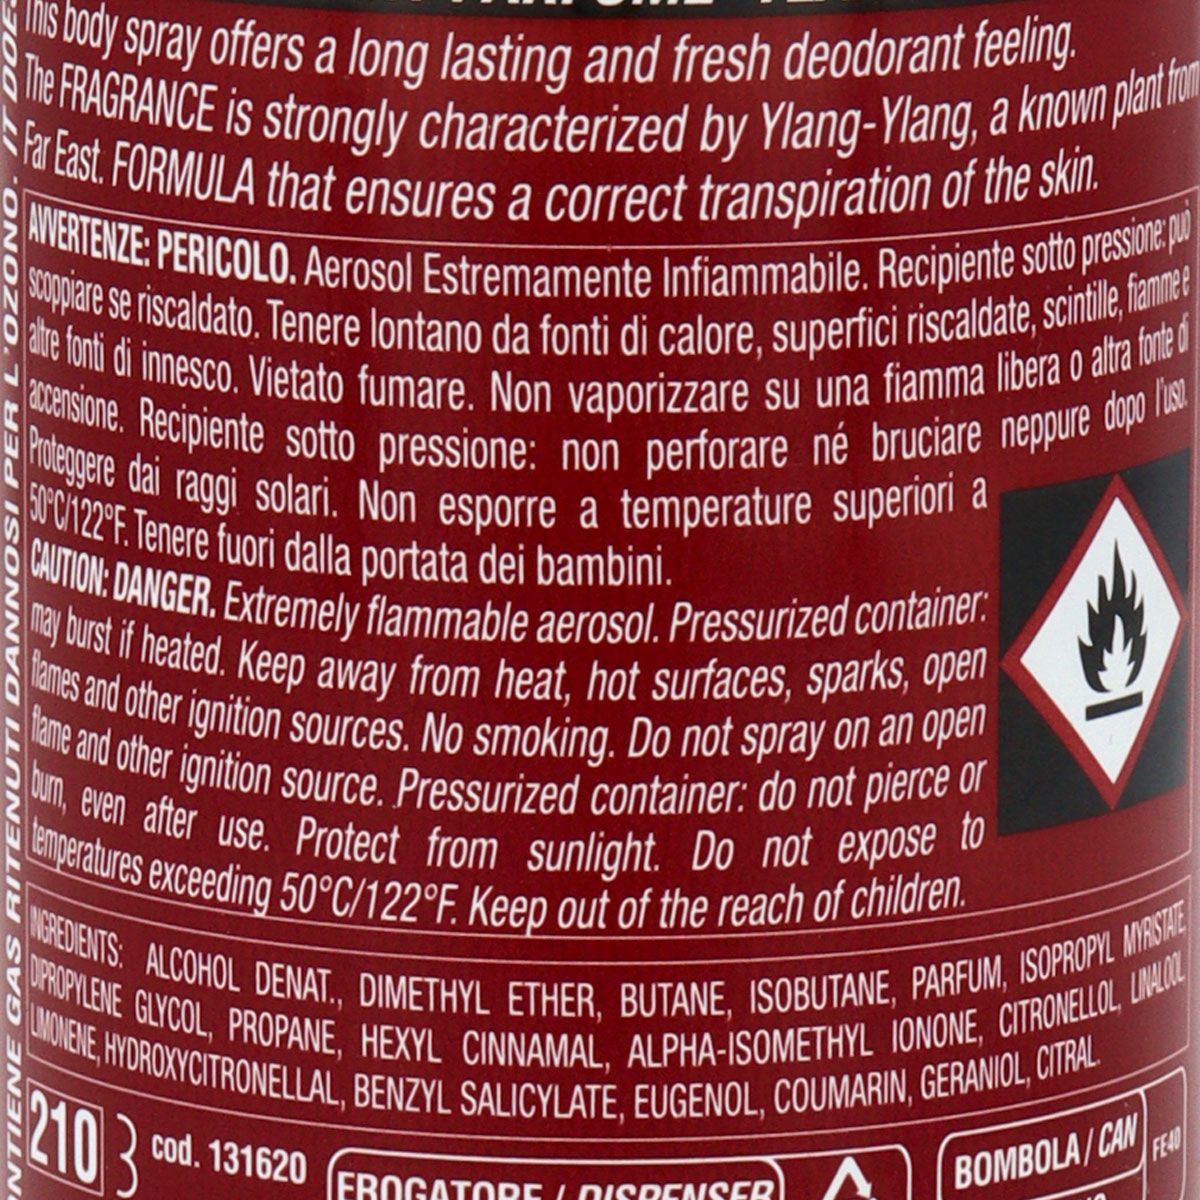 This body spray offers a long lasting and fresh deodorant feeling.
The FRAGRANCE is strongly characterized by Ylang-Ylang, a known plant from
Far East. FORMULA that ensures a correct transpiration of the skin.
AVVERTENZE: PERICOLO. Aerosol Estremamente Infiammabile. Recipiente sotto pressione: può
scoppiare se riscaldato. Tenere lontano da fonti di calore, superfici riscaldate, scintille, fiamme e
altre fonti di innesco. Vietato fumare. Non vaporizzare su una fiamma libera o altra fonte di
accensione. Recipiente sotto pressione: non perforare né bruciare neppure dopo l'uso.
Proteggere dai raggi solari. Non esporre a temperature superiori a
50°C/122°F. Tenere fuori dalla portata dei bambini.
CAUTION: DANGER. Extremely flammable aerosol. Pressurized container:
may burst if heated. Keep away from heat, hot surfaces, sparks, open
flames and other ignition sources. No smoking. Do not spray on an open
flame and other ignition source. Pressurized container: do not pierce or
burn, even after use. Protect from sunlight. Do not expose to
temperatures exceeding 50°C/122°F. Keep out of the reach of children.
INGREDIENTS: ALCOHOL DENAT., DIMETHYL ETHER, BUTANE, ISOBUTANE, PARFUM, ISOPROPYL MYRISTATE,
DIPROPYLENE GLYCOL, PROPANE, HEXYL CINNAMAL, ALPHA-ISOMETHYL IONONE, CITRONELLOL, LINALOOL,
LIMONENE, HYDROXYCITRONELLAL, BENZYL SALICYLATE, EUGENOL, COUMARIN, GERANIOL, CITRAL.
210 cod. 131620
EROGATORE / DISPENSER
BOMBOLA / CAN
FE40
NTIENE GAS RITENUTI DANNOSI PER L'OZONO. IT DOE